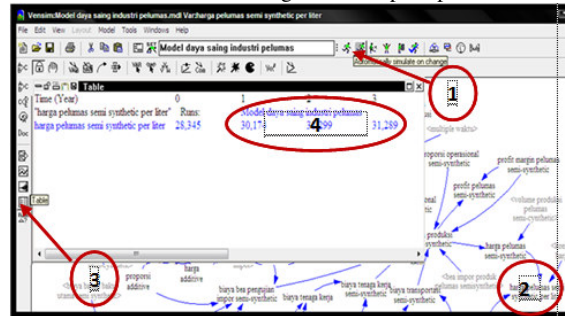 Vensim:Model daya saing industri pelumas.mdl Var:harga pelumas semi synthetic per liter
File Edit View Layout Model Tools Windows Help
Model daya saing industri pelumas
Automatically simulate on change
1
Table
Time (Year) 0 1 3
"harga pelumas semi synthetic per liter" Runs: Model daya saing industri pelumas
harga pelumas semi synthetic per liter 28,345 30,17 299 31,289
4
<multiple waktu>
proporsi operasional
semi-synthetic
profit margin pelumas
semi-synthetic
profit pelumas
semi-synthetic
<volume produksi
pelumas
semi-synthetic>
produksi
synthetic
harga pelumas
semi-synthetic
Doc
Table
3
proporsi
additive
harga
additive
biaya bea pengujian
impor semi-synthetic
biaya tenaga kerja
biaya tenaga kerja
semi-synthetic
biaya transportasi
semi-synthetic
<bea impor produk
pelumas semisynthetic>
2